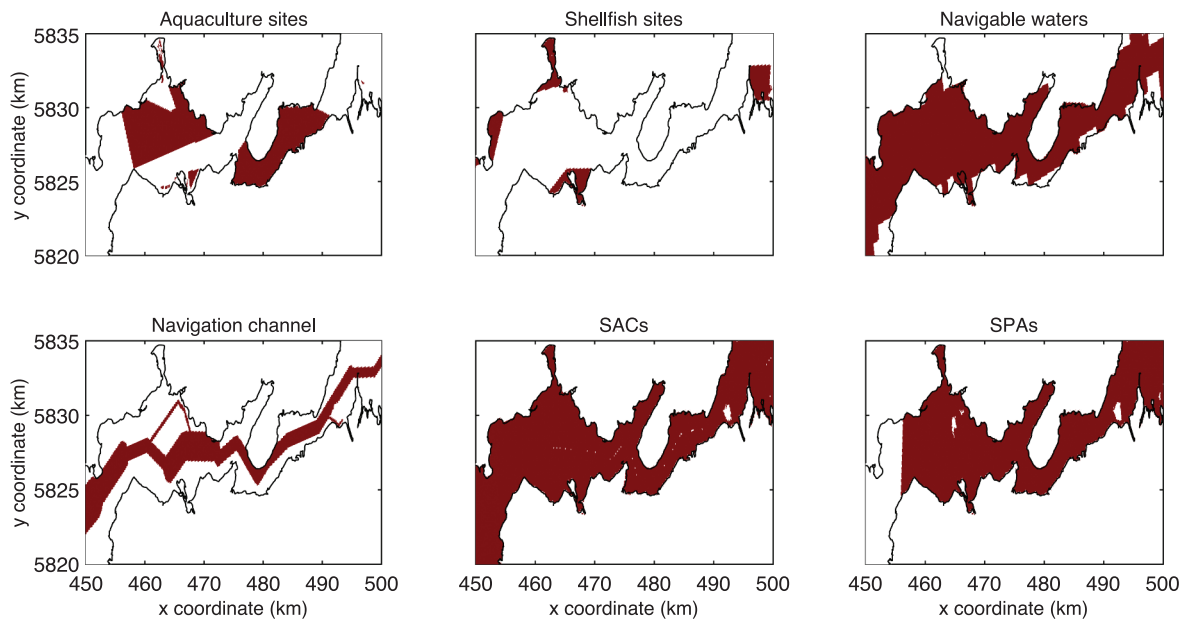 Aquaculture sites
Shellfish sites
Navigable waters
5835
5830
5825
5820
y coordinate (km)
Navigation channel
SACs
SPAs
5835
5830
5825
5820
y coordinate (km)
450 460 470 480 490 500
450 460 470 480 490 500
450 460 470 480 490 500
x coordinate (km)
x coordinate (km)
x coordinate (km)